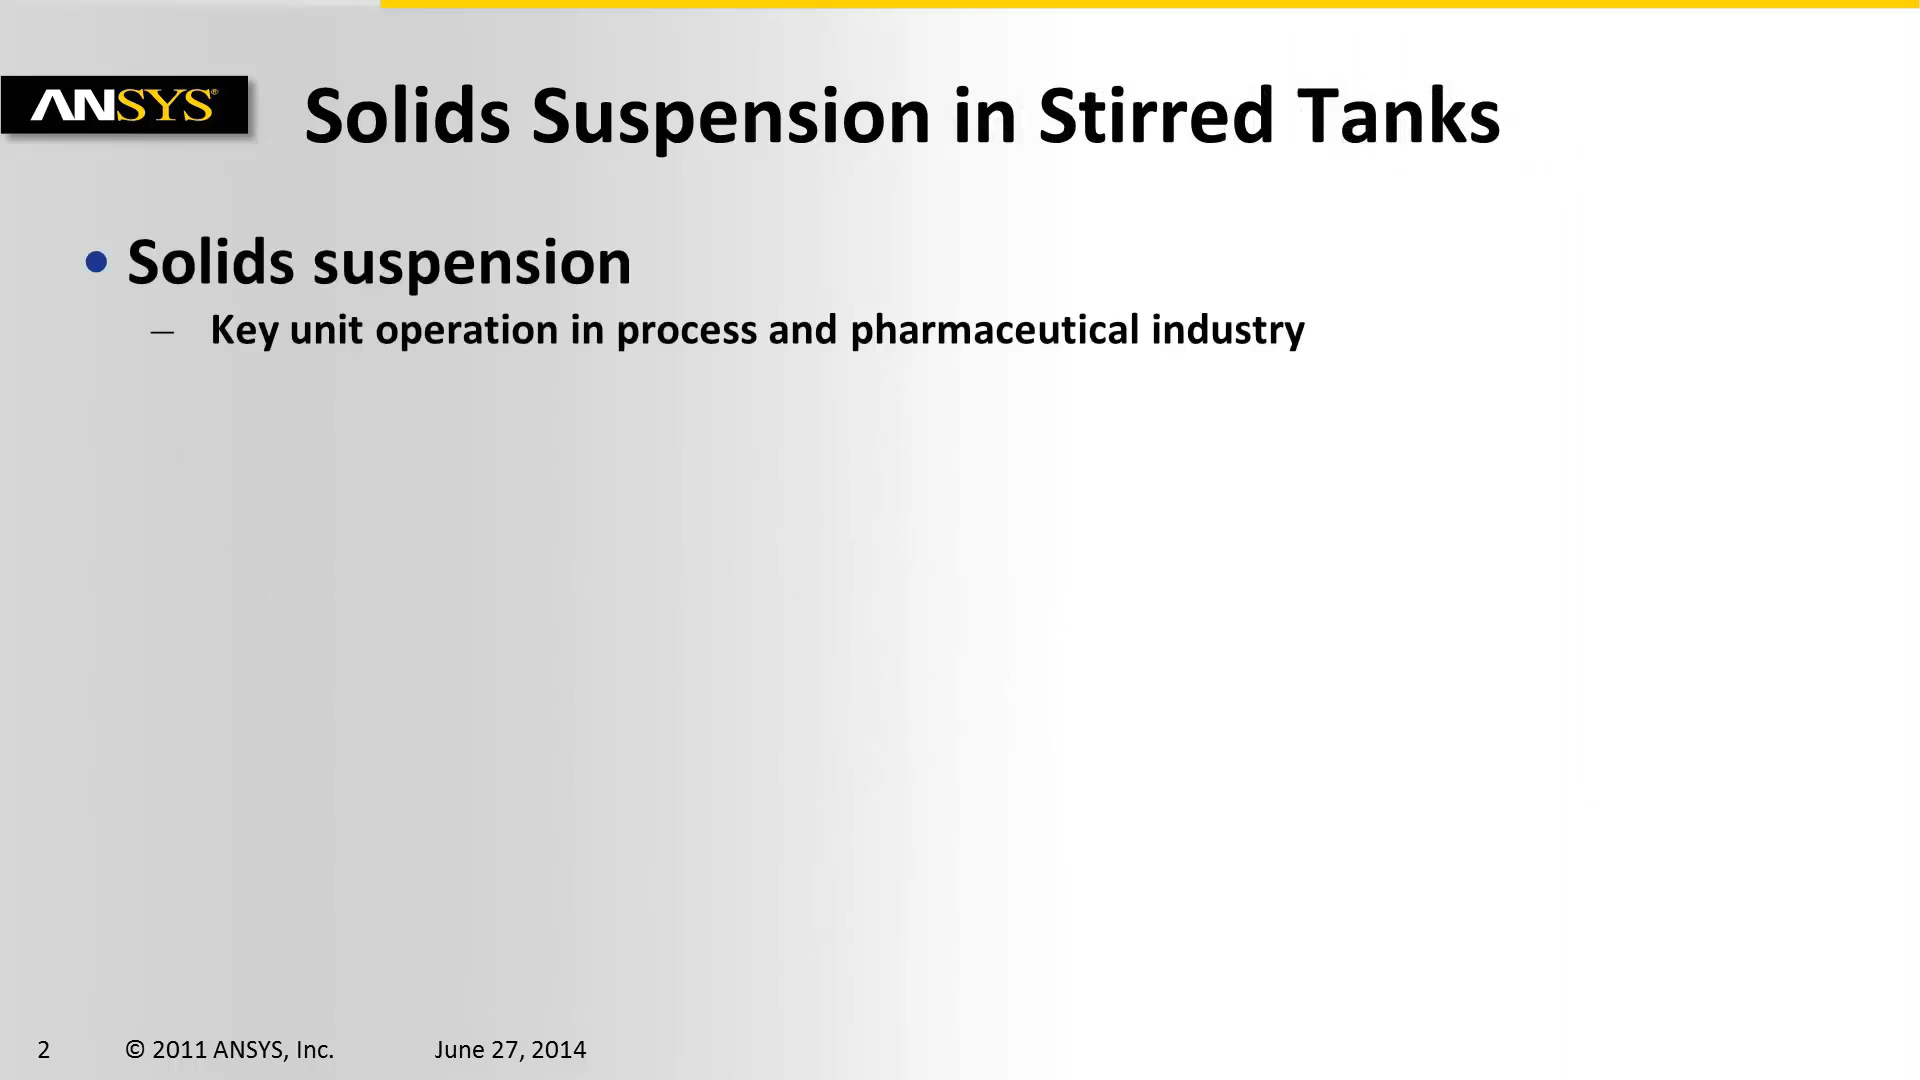 ANSYS®
Solids Suspension in Stirred Tanks
• Solids suspension
– Key unit operation in process and pharmaceutical industry
2 © 2011 ANSYS, Inc. June 27, 2014